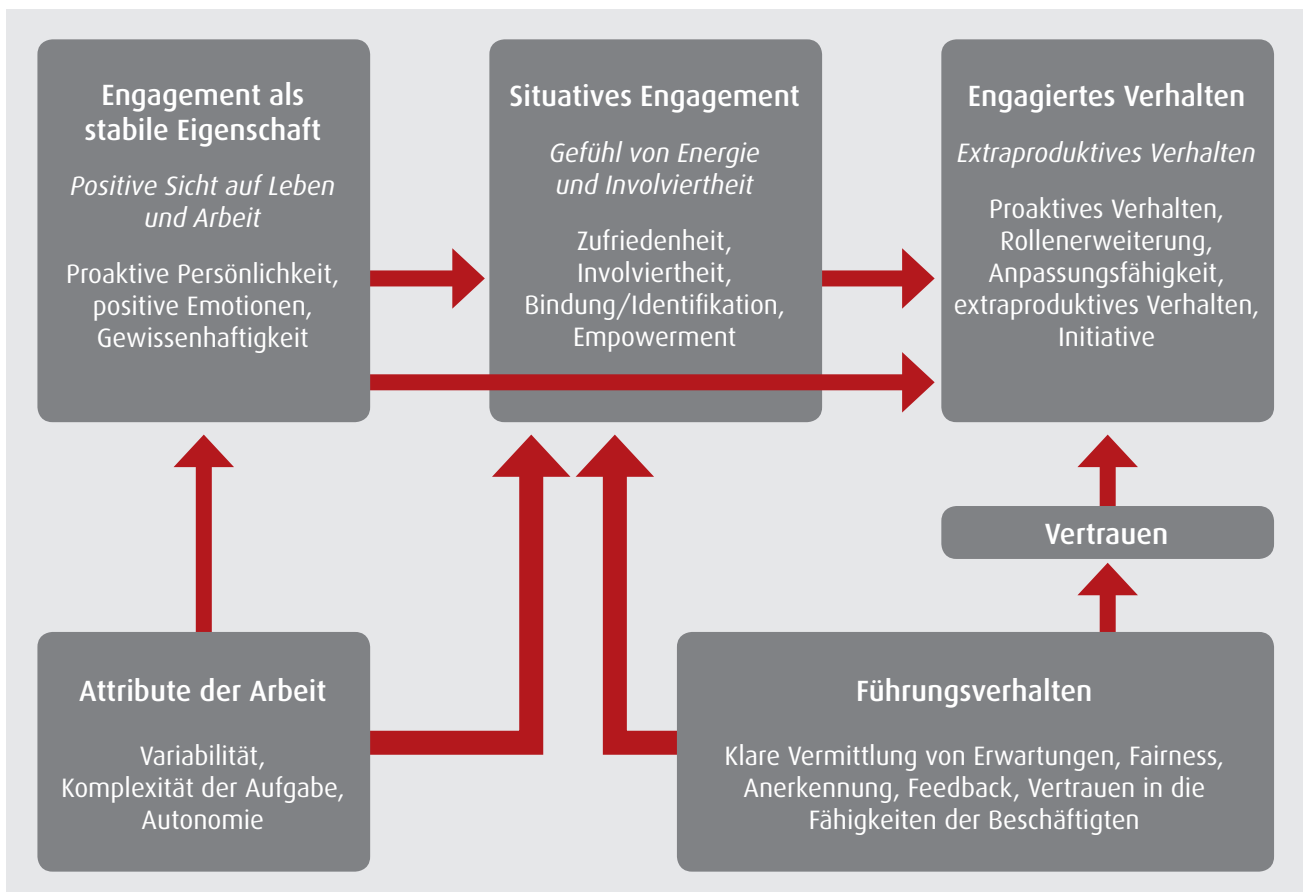 Engagement als
stabile Eigenschaft
Positive Sicht auf Leben
und Arbeit
Proaktive Persönlichkeit,
positive Emotionen,
Gewissenhaftigkeit
Situatives Engagement
Gefühl von Energie
und Involviertheit
Zufriedenheit,
Involviertheit,
Bindung/Identifikation,
Empowerment
Engagiertes Verhalten
Extraproduktives Verhalten
Proaktives Verhalten,
Rollenerweiterung,
Anpassungsfähigkeit,
extraproduktives Verhalten,
Initiative
Vertrauen
Attribute der Arbeit
Variabilität,
Komplexität der Aufgabe,
Autonomie
Führungsverhalten
Klare Vermittlung von Erwartungen, Fairness,
Anerkennung, Feedback, Vertrauen in die
Fähigkeiten der Beschäftigten